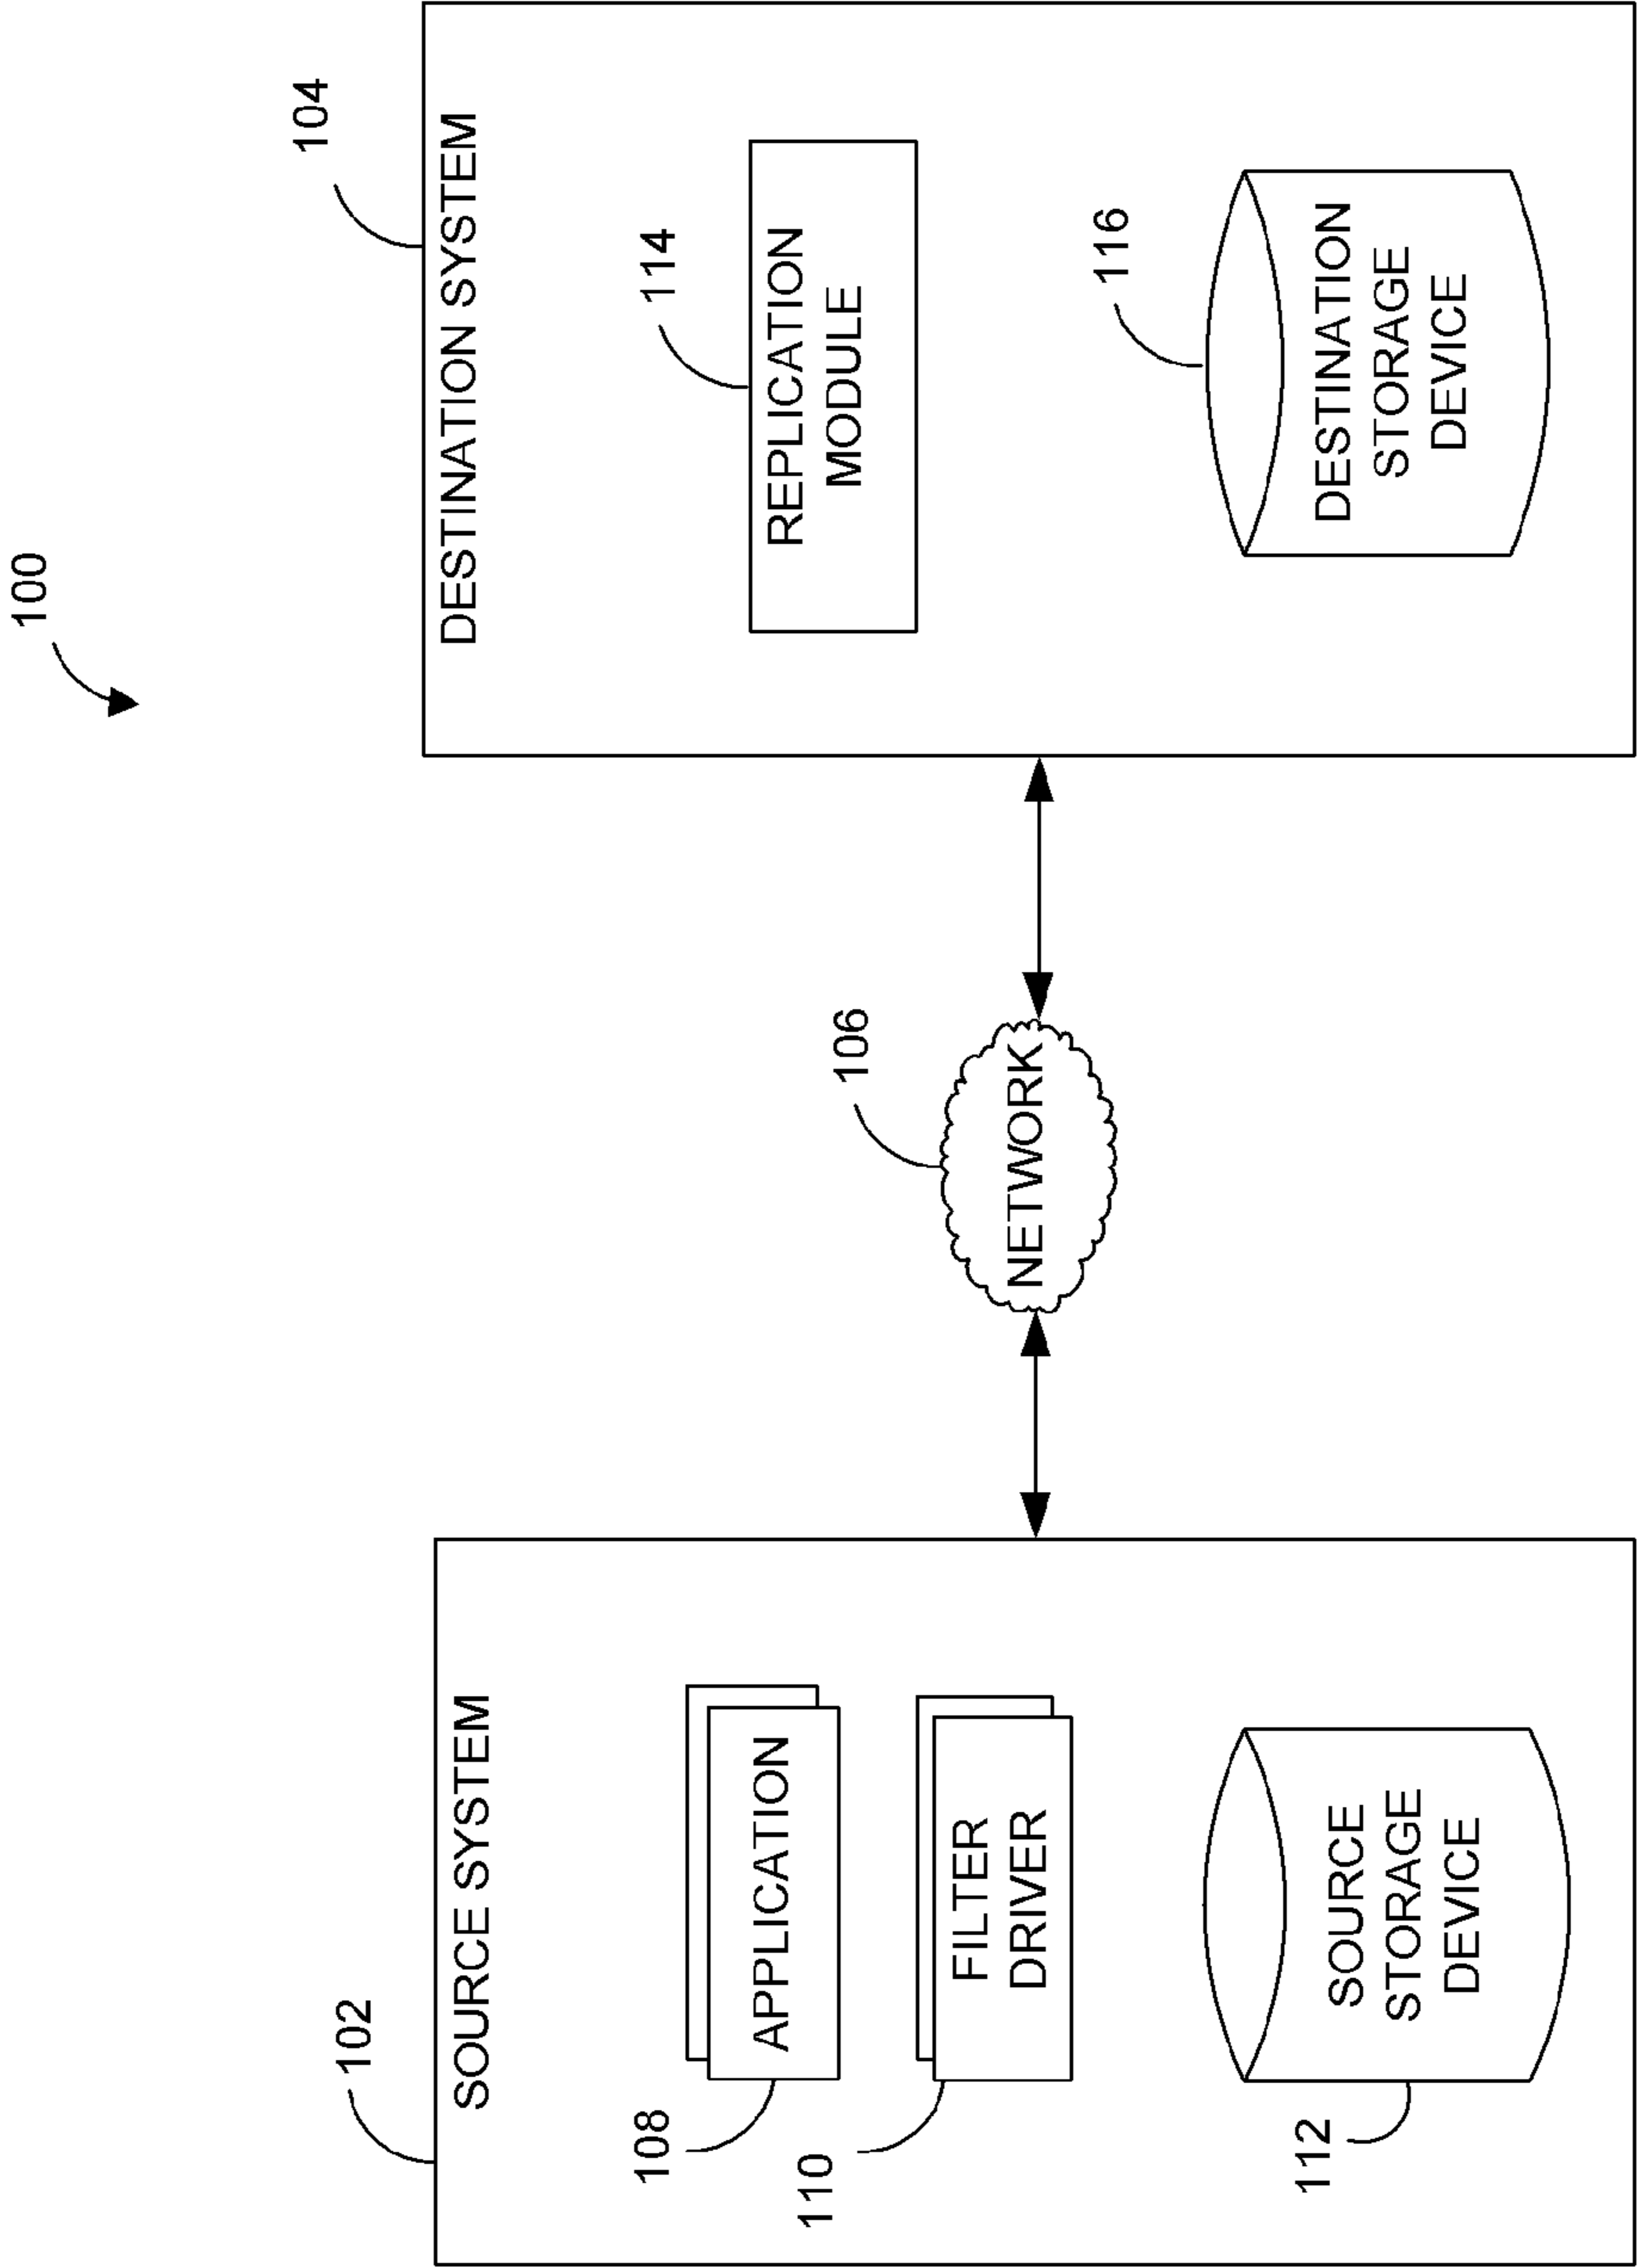 100
102
SOURCE SYSTEM
108
APPLICATION
110
FILTER
DRIVER
112
SOURCE
STORAGE
DEVICE
106
NETWORK
104
DESTINATION SYSTEM
114
REPLICATION
MODULE
116
DESTINATION
STORAGE
DEVICE